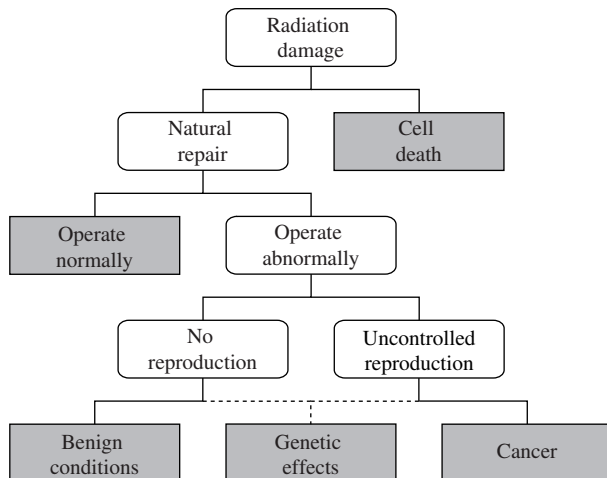 Radiation
damage
Natural
repair
Cell
death
Operate
normally
Operate
abnormally
No
reproduction
Uncontrolled
reproduction
Benign
conditions
Genetic
effects
Cancer